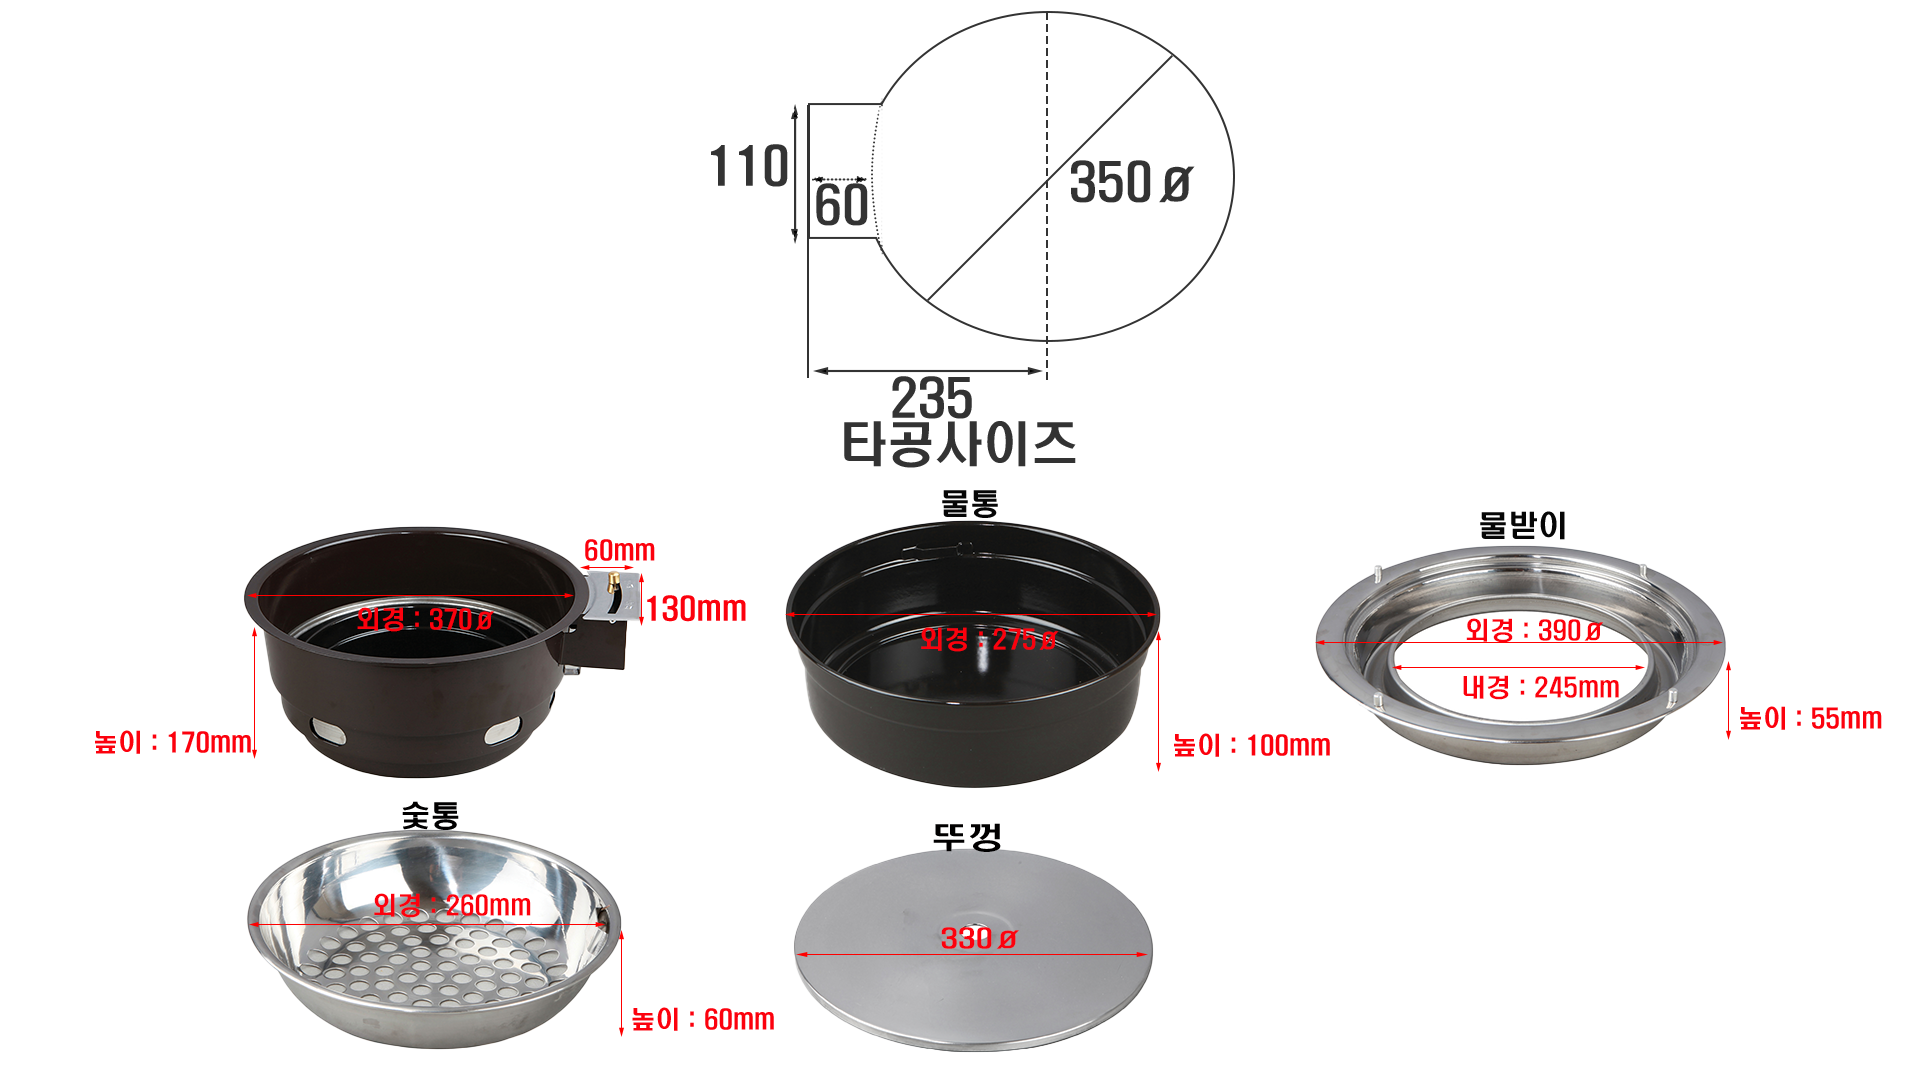 110
60
350ø
235
타공사이즈
60mm
130mm
외경 : 370ø
높이 : 170mm
물통
외경 : 275ø
높이 : 100mm
물받이
외경 : 390ø
내경 : 245mm
높이 : 55mm
숯통
외경 : 260mm
높이 : 60mm
뚜껑
330ø